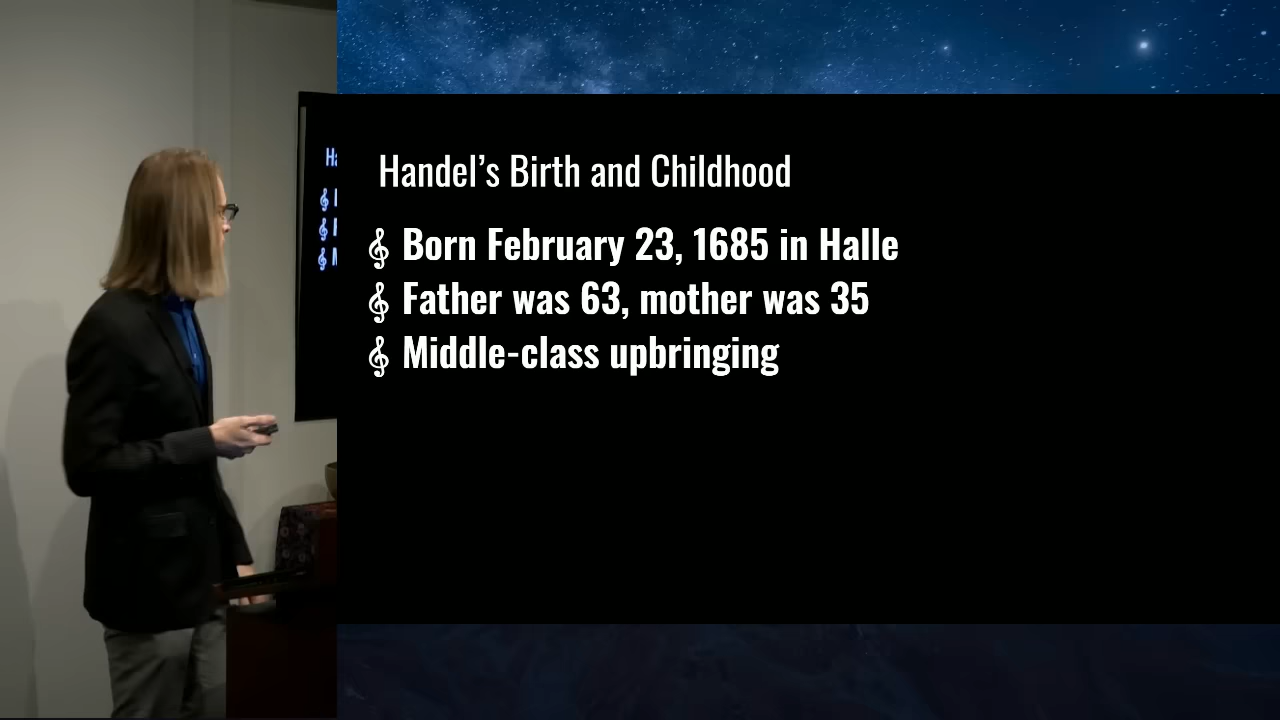 Handel's Birth and Childhood
Born February 23, 1685 in Halle
Father was 63, mother was 35
Middle-class upbringing